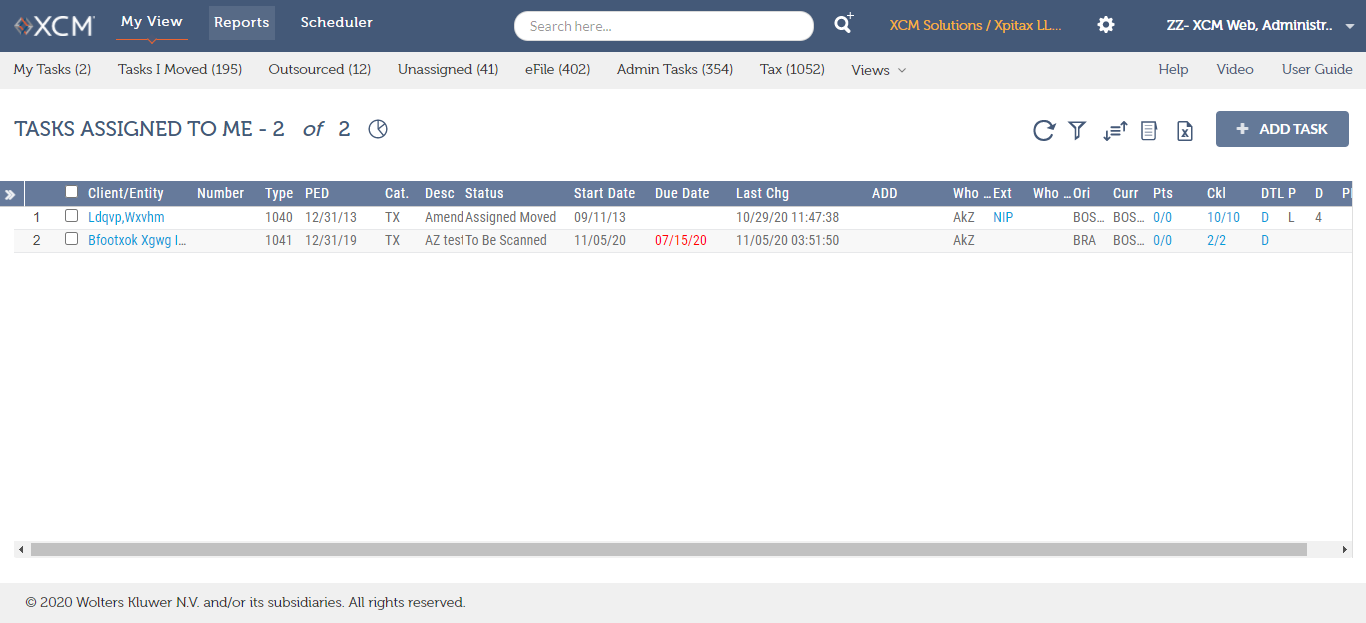 XCM My View Reports Scheduler Search here... XCM Solutions / Xpitax LL... ZZ- XCM Web, Administr..
My Tasks (2) Tasks I Moved (195) Outsourced (12) Unassigned (41) eFile (402) Admin Tasks (354) Tax (1052) Views Help Video User Guide
TASKS ASSIGNED TO ME - 2 of 2 + ADD TASK
Client/Entity Number Type PED Cat. Desc Status Start Date Due Date Last Chg ADD Who ... Ext Who ... Ori Curr Pts Ckl DTL P D
1 Ldqvp,Wxvhm 1040 12/31/13 TX Amend Assigned Moved 09/11/13 10/29/20 11:47:38 AkZ NIP BOS... BOS... 0/0 10/10 D L 4
2 Bfootxok Xgwg I... 1041 12/31/19 TX AZ test To Be Scanned 11/05/20 07/15/20 11/05/20 03:51:50 AkZ BRA BOS... 0/0 2/2 D
© 2020 Wolters Kluwer N.V. and/or its subsidiaries. All rights reserved.